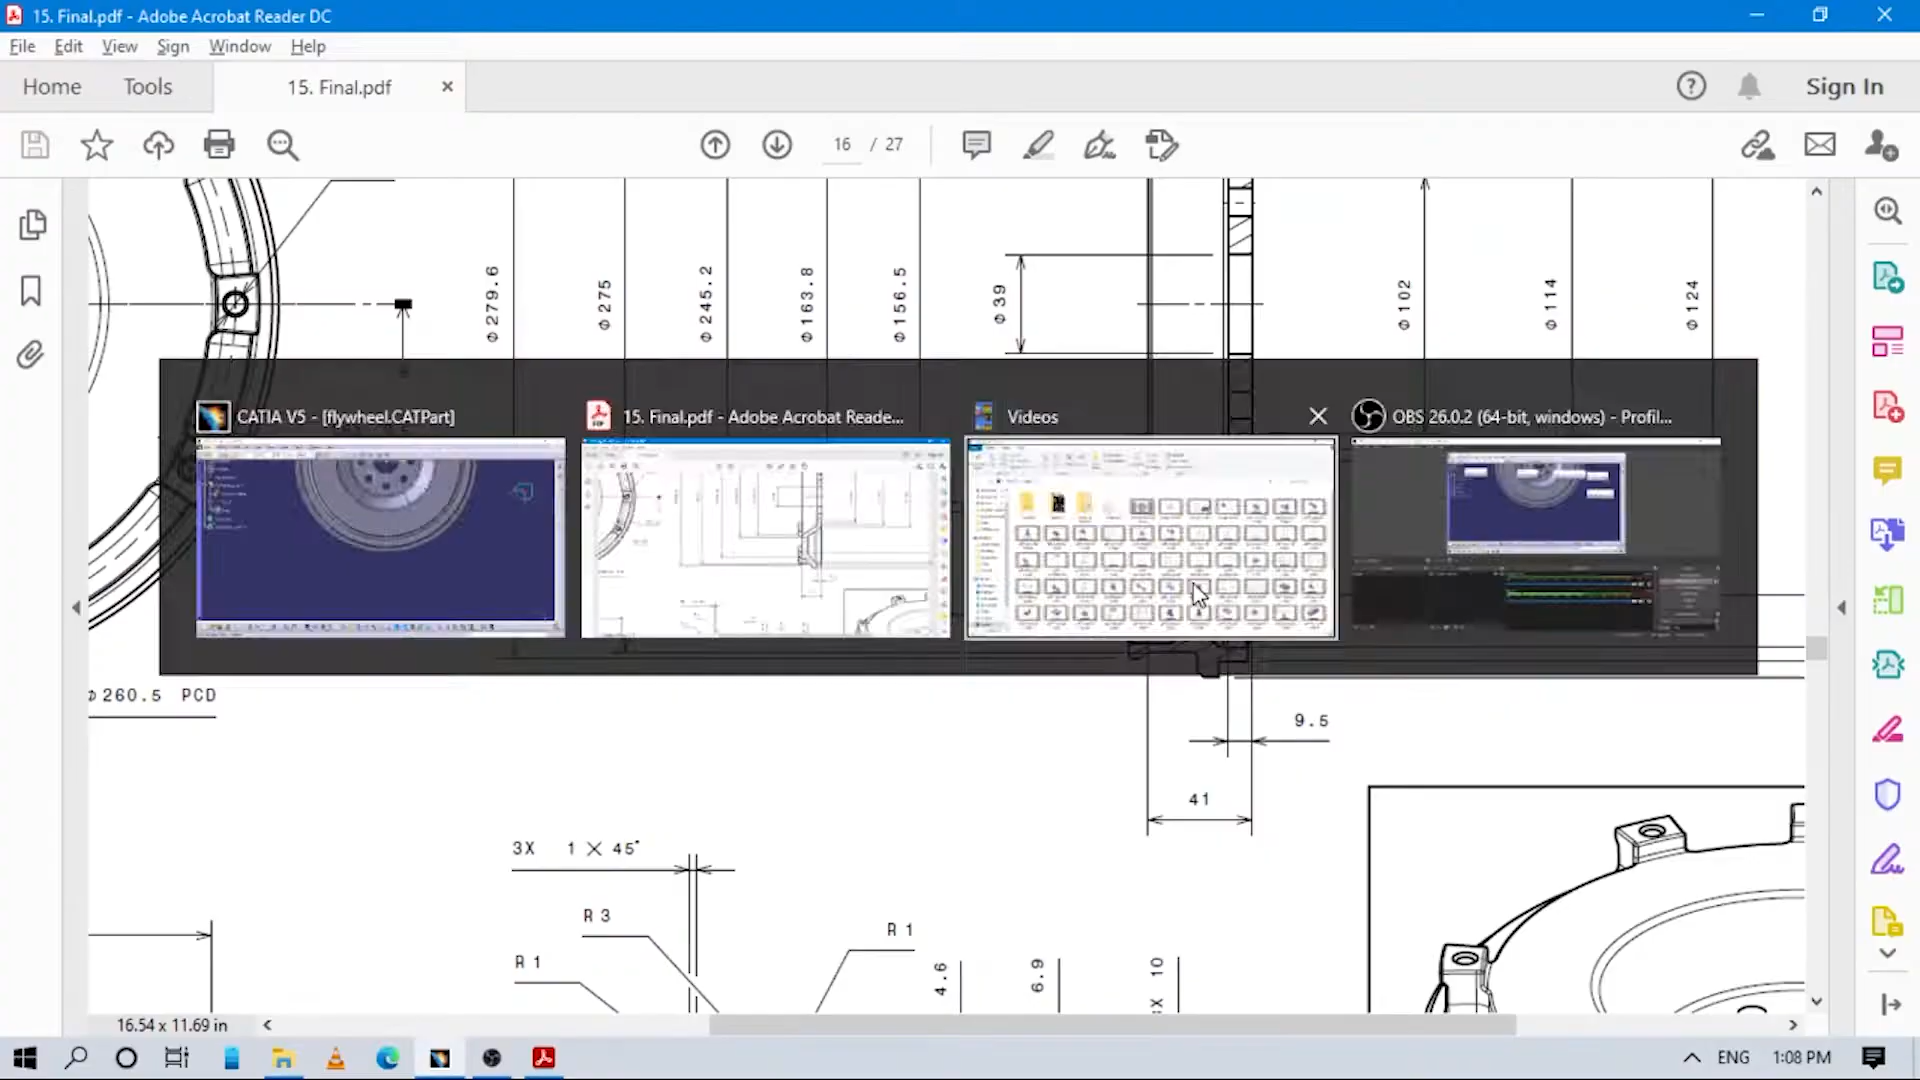 15. Final.pdf - Adobe Acrobat Reader DC
File Edit View Sign Window Help
Home Tools 15. Final.pdf Sign In
16 / 27
Φ279.6
Φ275
Φ245.2
Φ163.8
Φ156.5
Φ39
Φ102
Φ114
Φ124
CATIA V5 - [flywheel.CATPart]
15. Final.pdf - Adobe Acrobat Reade...
Videos
OBS 26.0.2 (64-bit, windows) - Profil...
Φ260.5 PCD
9.5
41
3X 1 X 45°
R 3
R 1
R 1
4.6
6.9
X 10
16.54 x 11.69 in
ENG 1:08 PM